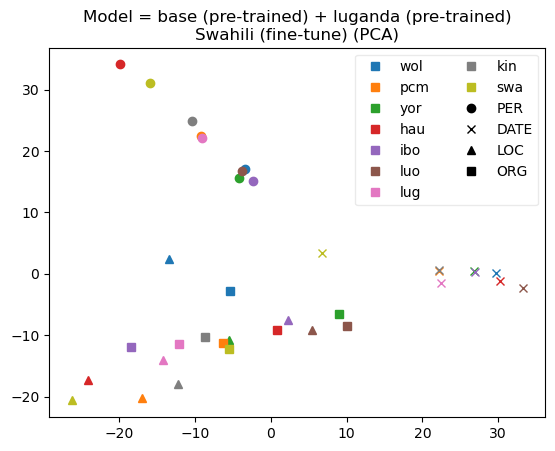 Model = base (pre-trained) + luganda (pre-trained)
Swahili (fine-tune) (PCA)
wol
pcm
yor
hau
ibo
luo
lug
kin
swa
PER
DATE
LOC
ORG
30
20
10
0
−10
−20
−20
−10
0
10
20
30